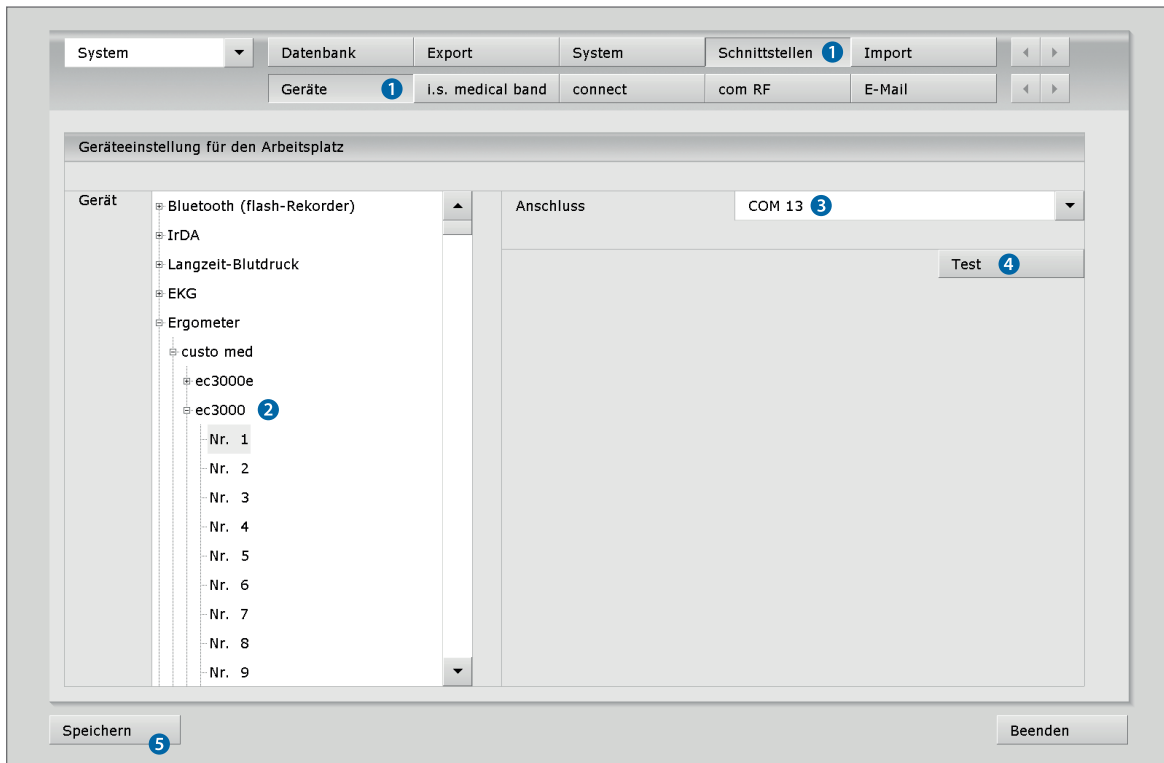 System Datenbank Export System Schnittstellen 1 Import
Geräte 1 i.s. medical band connect com RF E-Mail
Geräteeinstellung für den Arbeitsplatz
Gerät
Bluetooth (flash-Rekorder)
IrDA
Langzeit-Blutdruck
EKG
Ergometer
custo med
ec3000e
ec3000 2
Nr. 1
Nr. 2
Nr. 3
Nr. 4
Nr. 5
Nr. 6
Nr. 7
Nr. 8
Nr. 9
Anschluss COM 13 3
Test 4
Speichern 5
Beenden